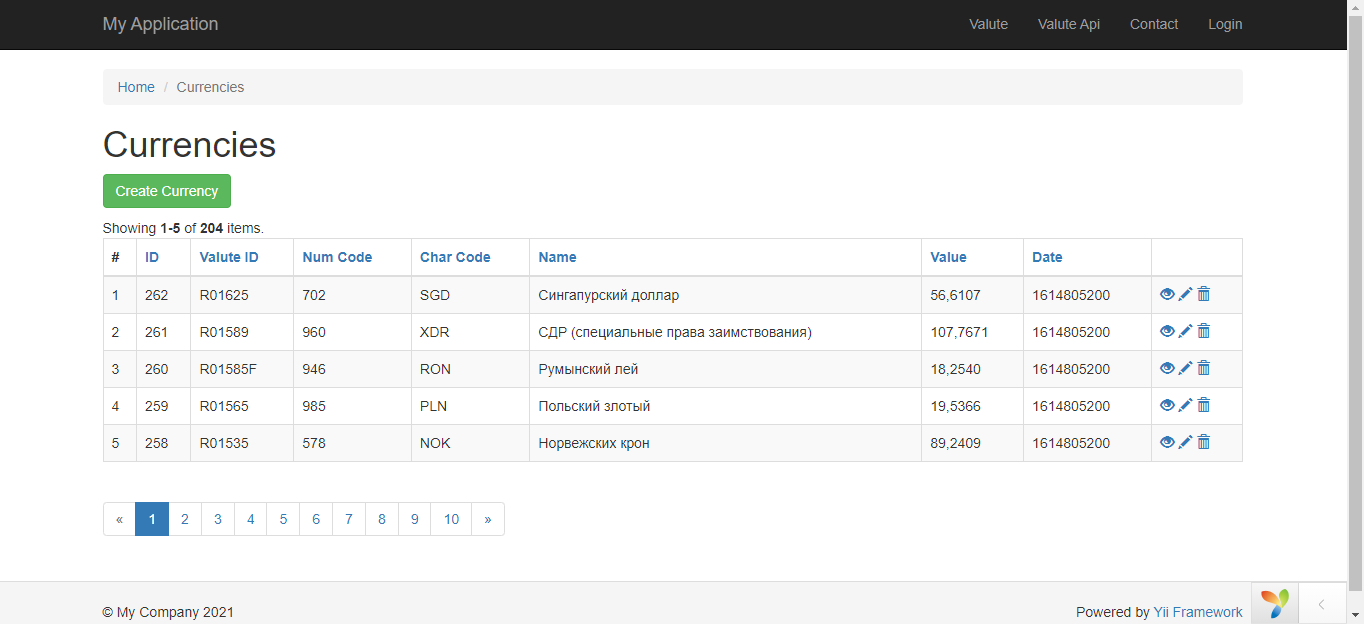 My Application Valute Valute Api Contact Login
Home / Currencies
Currencies
Create Currency
Showing 1-5 of 204 items.
# ID Valute ID Num Code Char Code Name Value Date
1 262 R01625 702 SGD Сингапурский доллар 56,6107 1614805200
2 261 R01589 960 XDR СДР (специальные права заимствования) 107,7671 1614805200
3 260 R01585F 946 RON Румынский лей 18,2540 1614805200
4 259 R01565 985 PLN Польский злотый 19,5366 1614805200
5 258 R01535 578 NOK Норвежских крон 89,2409 1614805200
« 1 2 3 4 5 6 7 8 9 10 »
© My Company 2021 Powered by Yii Framework